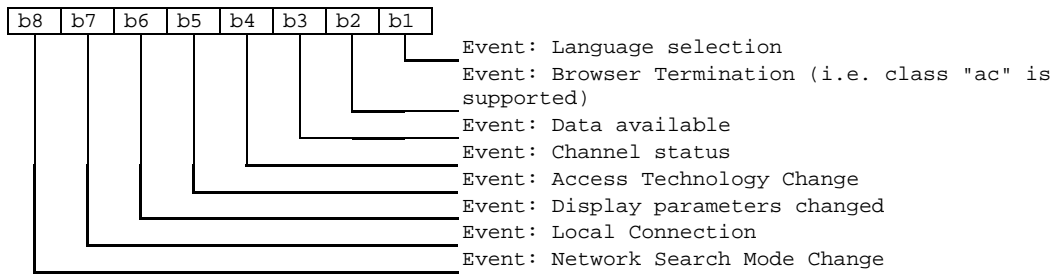 b8 b7 b6 b5 b4 b3 b2 b1
Event: Language selection
Event: Browser Termination (i.e. class "ac" is
supported)
Event: Data available
Event: Channel status
Event: Access Technology Change
Event: Display parameters changed
Event: Local Connection
Event: Network Search Mode Change